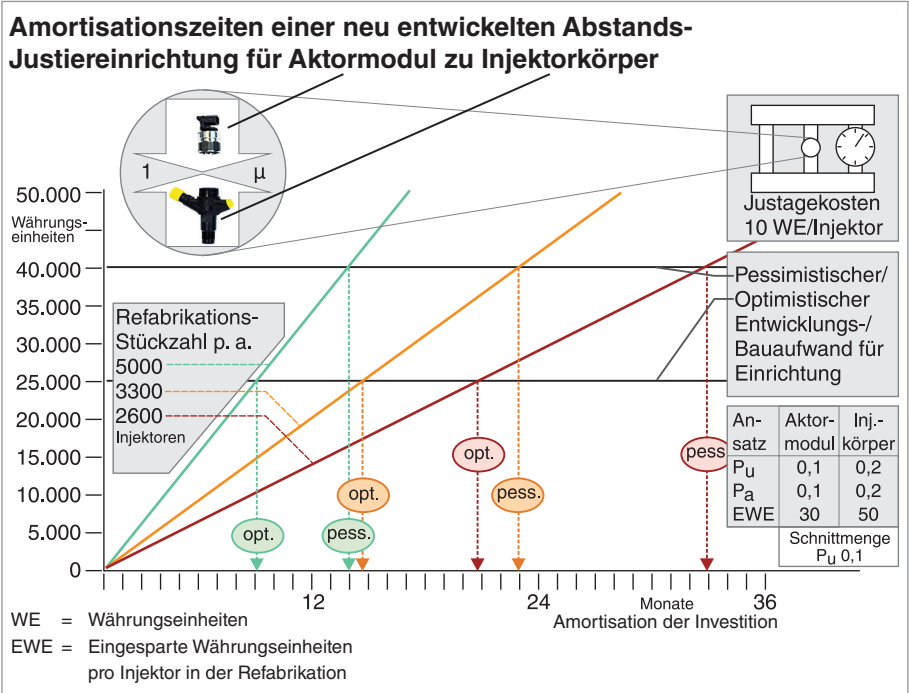 Amortisationszeiten einer neu entwickelten Abstands-
Justiereinrichtung für Aktormodul zu Injektorkörper
1 µ
50.000
Währungs-
einheiten
40.000
35.000
30.000
25.000
20.000
15.000
10.000
5.000
0
Refabrikations-
Stückzahl p. a.
5000
3300
2600
Injektoren
Justagekosten
10 WE/Injektor
Pessimistischer/
Optimistischer
Entwicklungs-/
Bauaufwand für
Einrichtung
An- Aktor- Inj.-
satz modul körper
Pu 0,1 0,2
Pa 0,1 0,2
EWE 30 50
Schnittmenge
Pu 0,1
opt.
pess.
opt.
pess.
opt.
pess
12
24
36
Monate
Amortisation der Investition
WE = Währungseinheiten
EWE = Eingesparte Währungseinheiten
pro Injektor in der Refabrikation